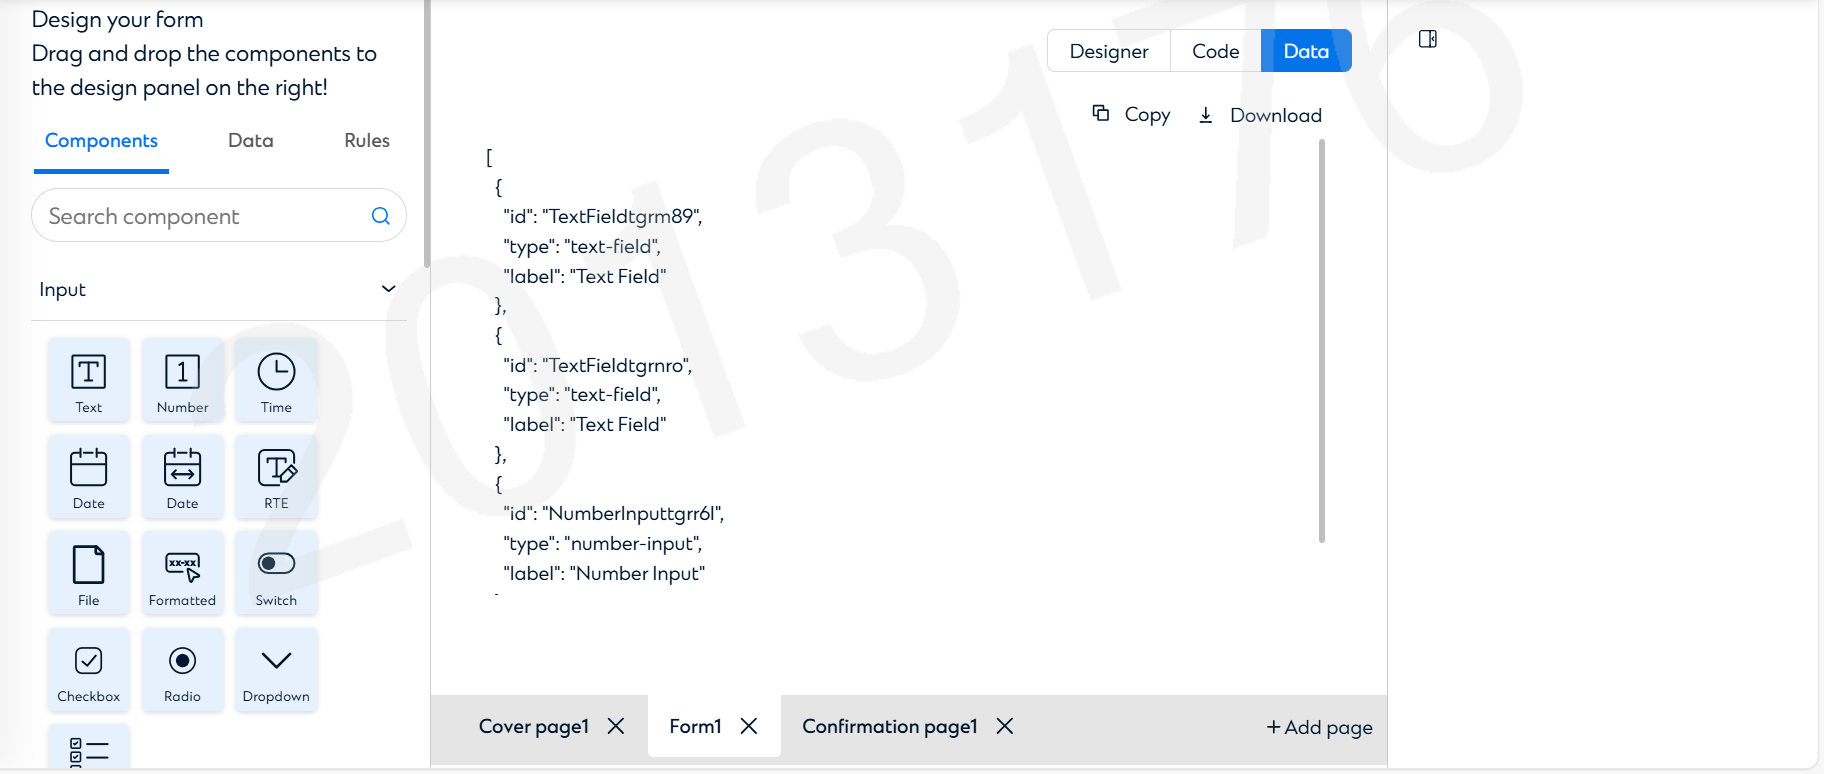 Design your form
Drag and drop the components to
the design panel on the right!
Components Data Rules
Search component
Input
Text Number Time
Date Date RTE
File Formatted Switch
Checkbox Radio Dropdown
Designer Code Data
Copy Download
[
{
"id": "TextFieldtgrm89",
"type": "text-field",
"label": "Text Field"
},
{
"id": "TextFieldtgrnro",
"type": "text-field",
"label": "Text Field"
},
{
"id": "NumberInputtgrr6l",
"type": "number-input",
"label": "Number Input"
Cover page1 Form1 Confirmation page1 +Add page
2013176